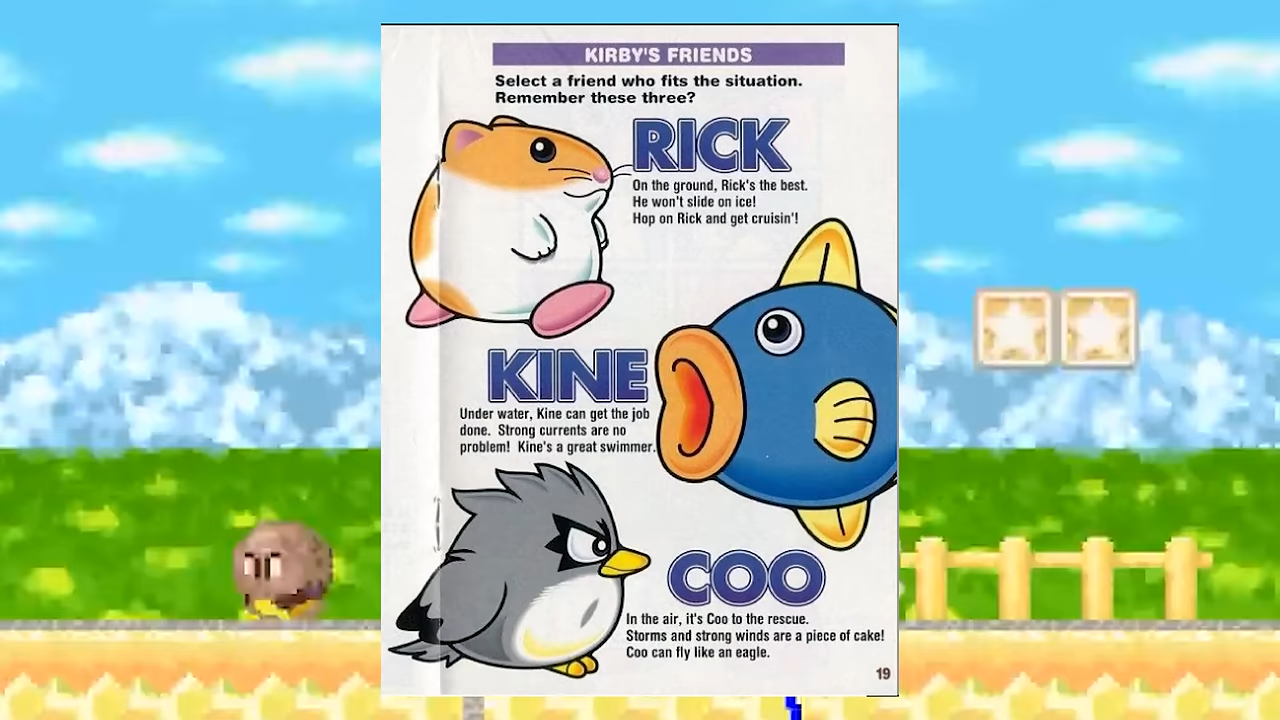 KIRBY'S FRIENDS
Select a friend who fits the situation.
Remember these three?
RICK
On the ground, Rick's the best.
He won't slide on ice!
Hop on Rick and get cruisin'!
KINE
Under water, Kine can get the job
done. Strong currents are no
problem! Kine's a great swimmer.
COO
In the air, it's Coo to the rescue.
Storms and strong winds are a piece of cake!
Coo can fly like an eagle.
19